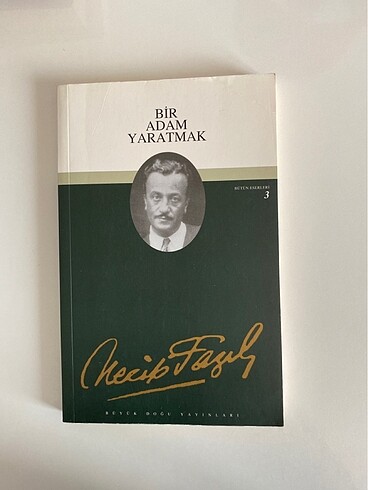 BİR
ADAM
YARATMAK
BÜTÜN ESERLERİ
3
Necip Fazıl
BÜYÜK DOĞU YAYINLARI